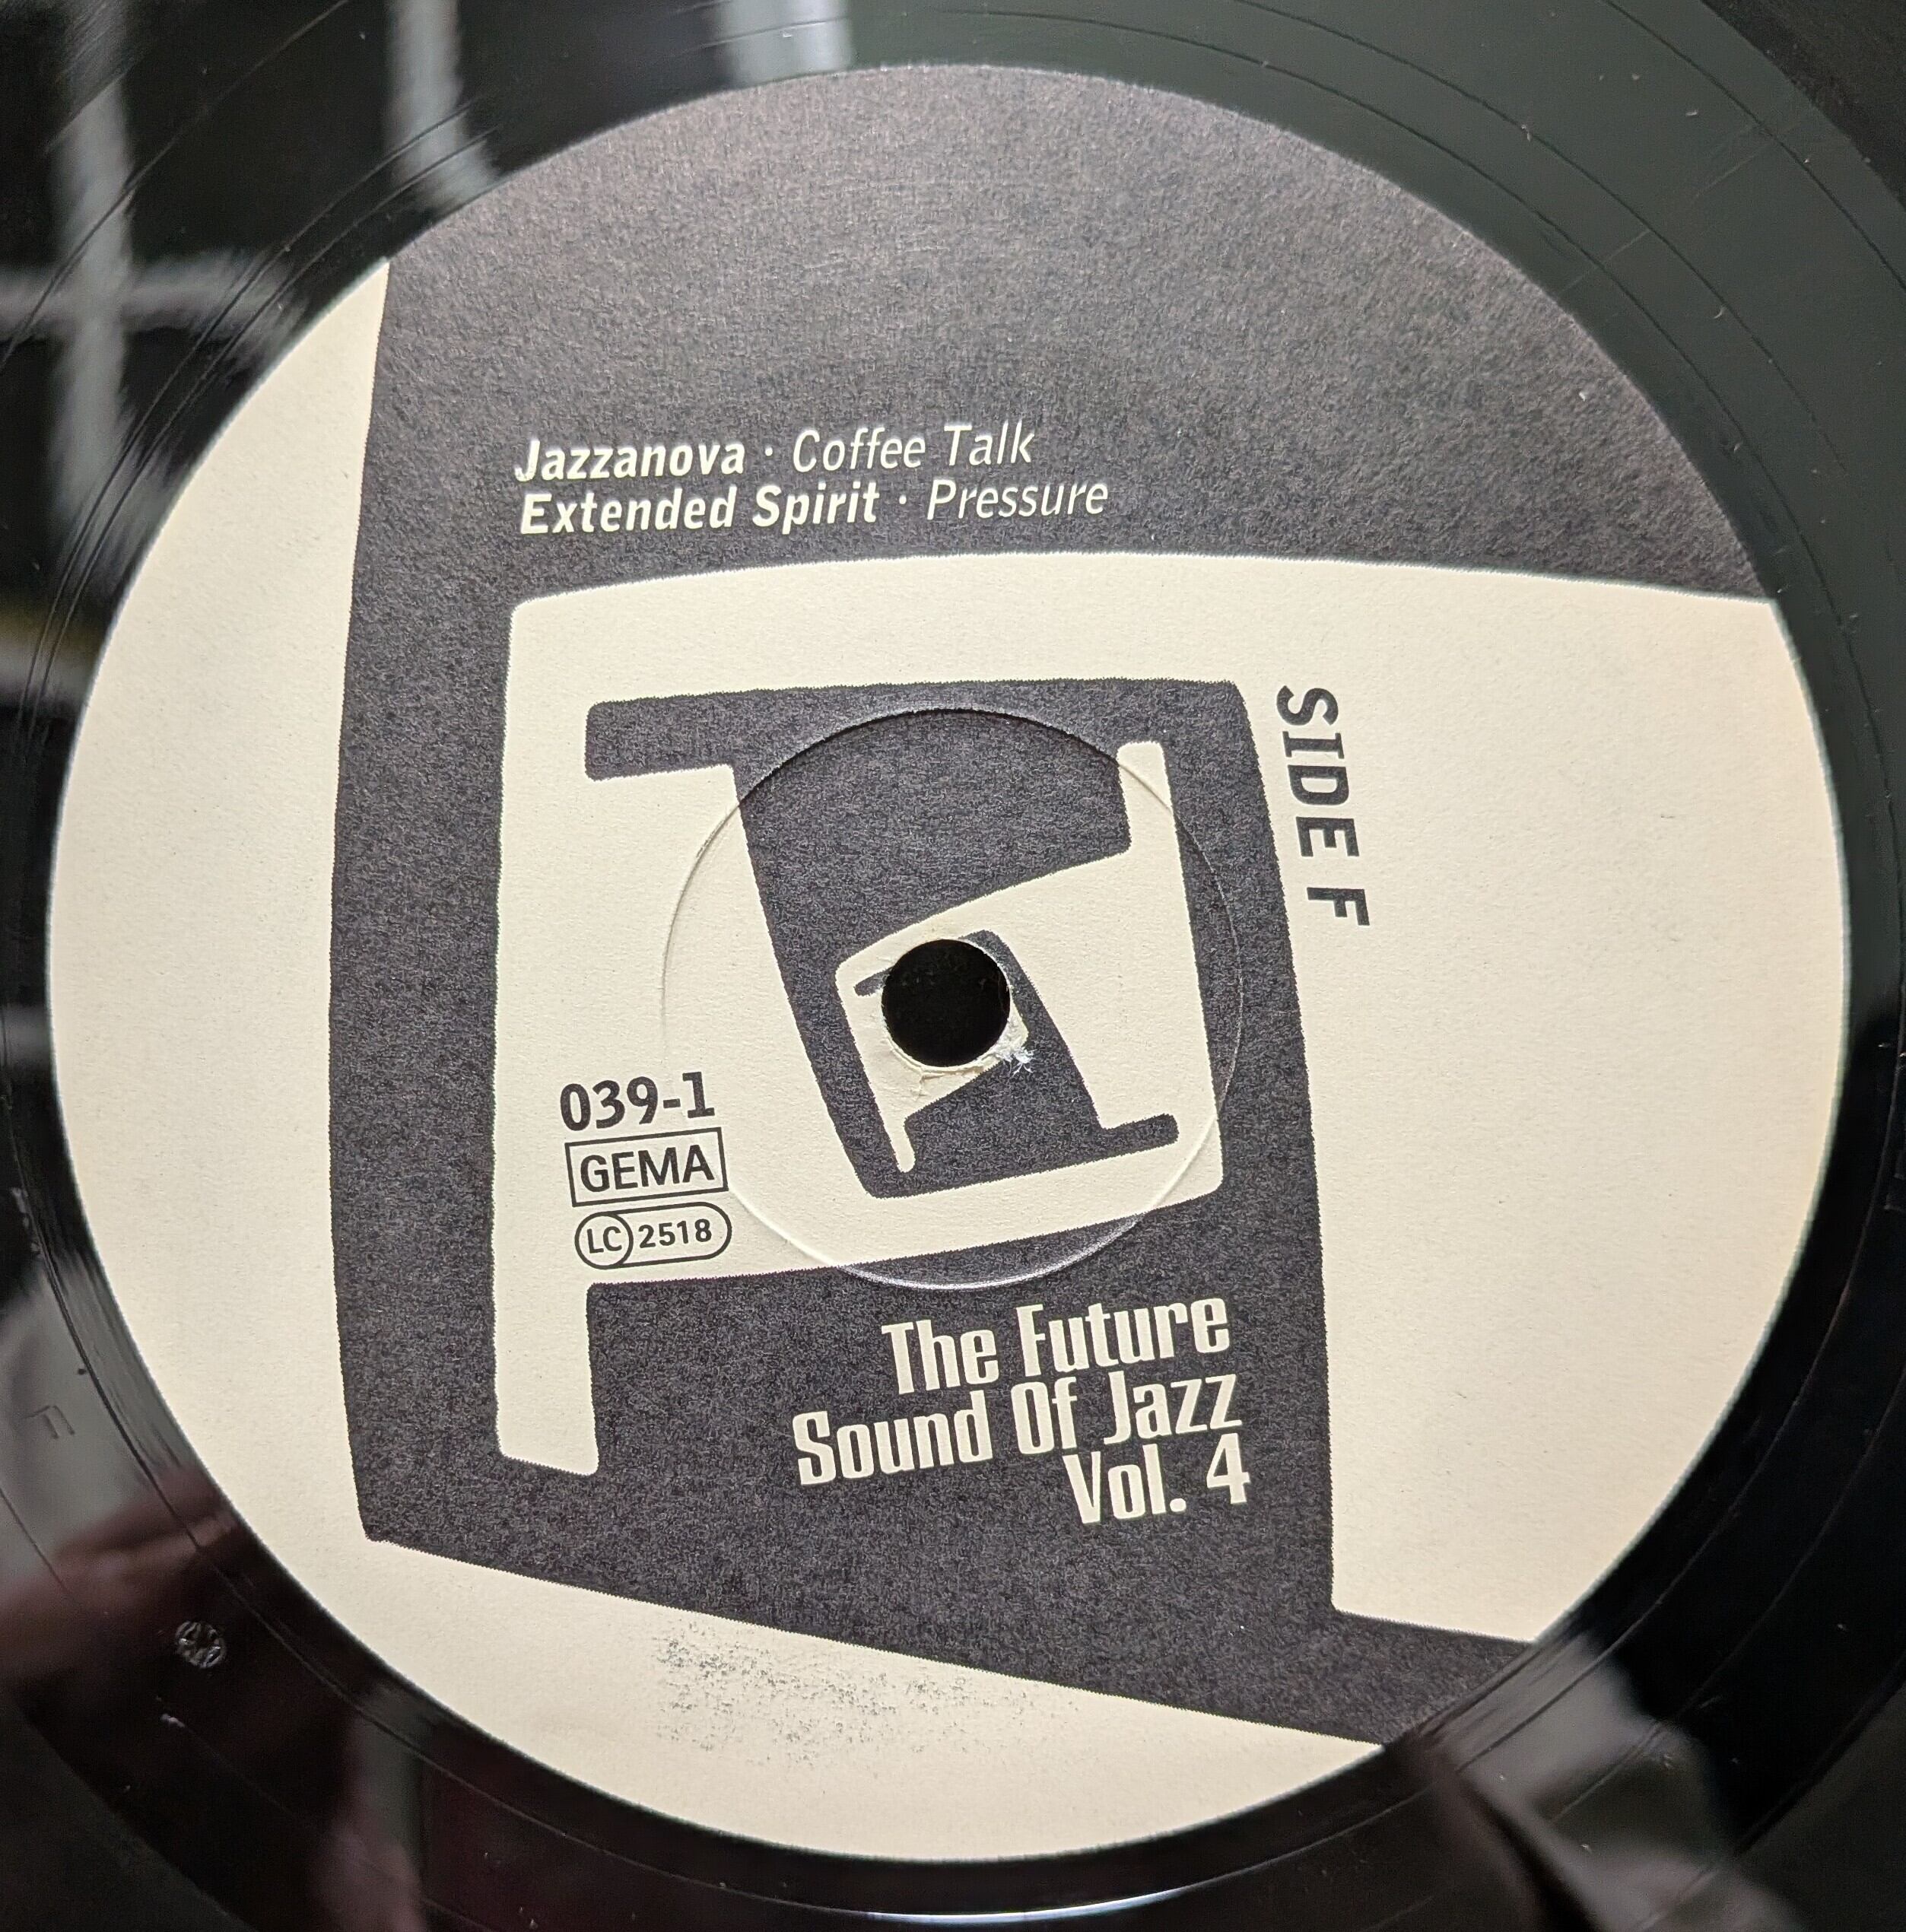 Jazzanova · Coffee Talk
Extended Spirit · Pressure
SIDE F
039-1
GEMA
LC 2518
The Future
Sound Of Jazz
Vol. 4